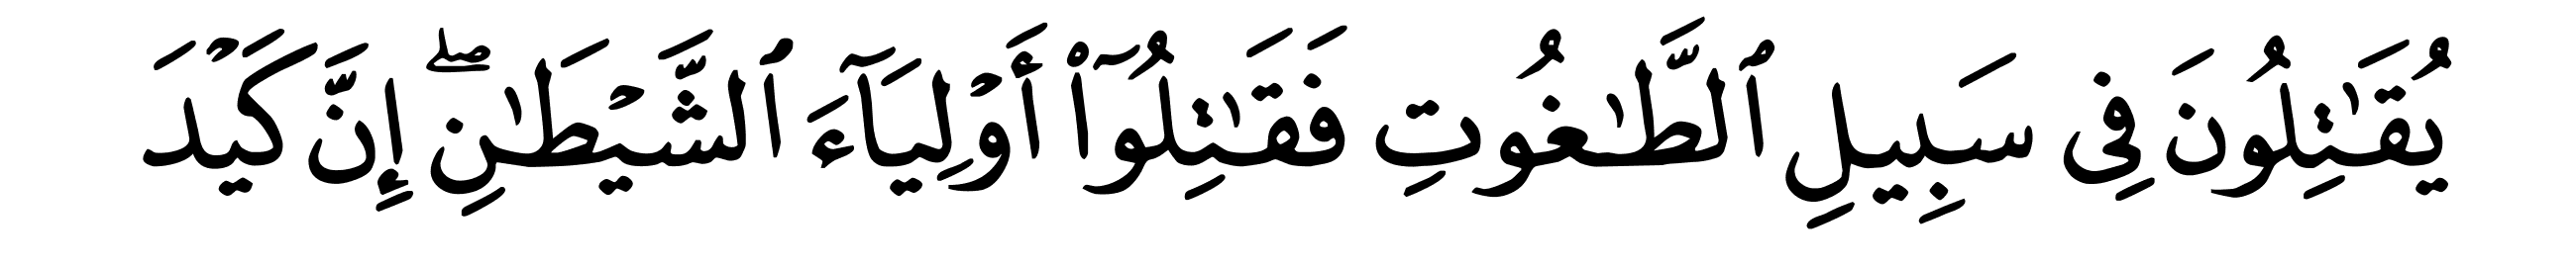 يُقَـٰتِلُونَ فِى سَبِيلِ ٱلطَّـٰغُوتِ فَقَـٰتِلُوٓا۟ أَوْلِيَآءَ ٱلشَّيْطَـٰنِ ۖ إِنَّ كَيْدَ